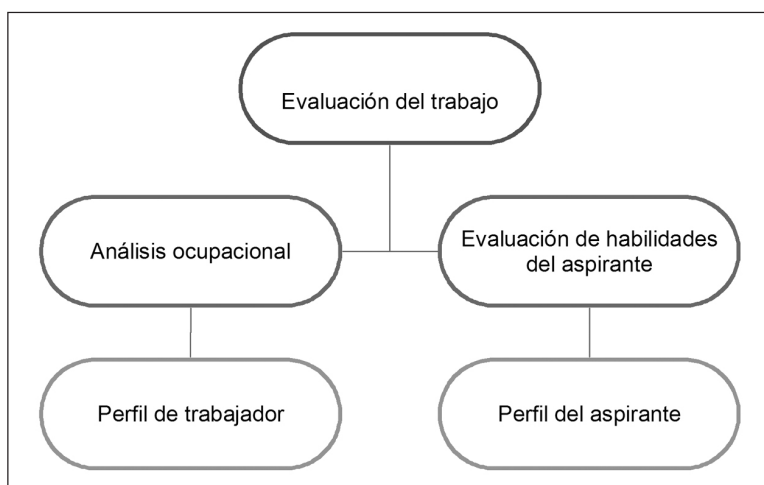 Evaluación del trabajo
Análisis ocupacional
Evaluación de habilidades
del aspirante
Perfil de trabajador
Perfil del aspirante